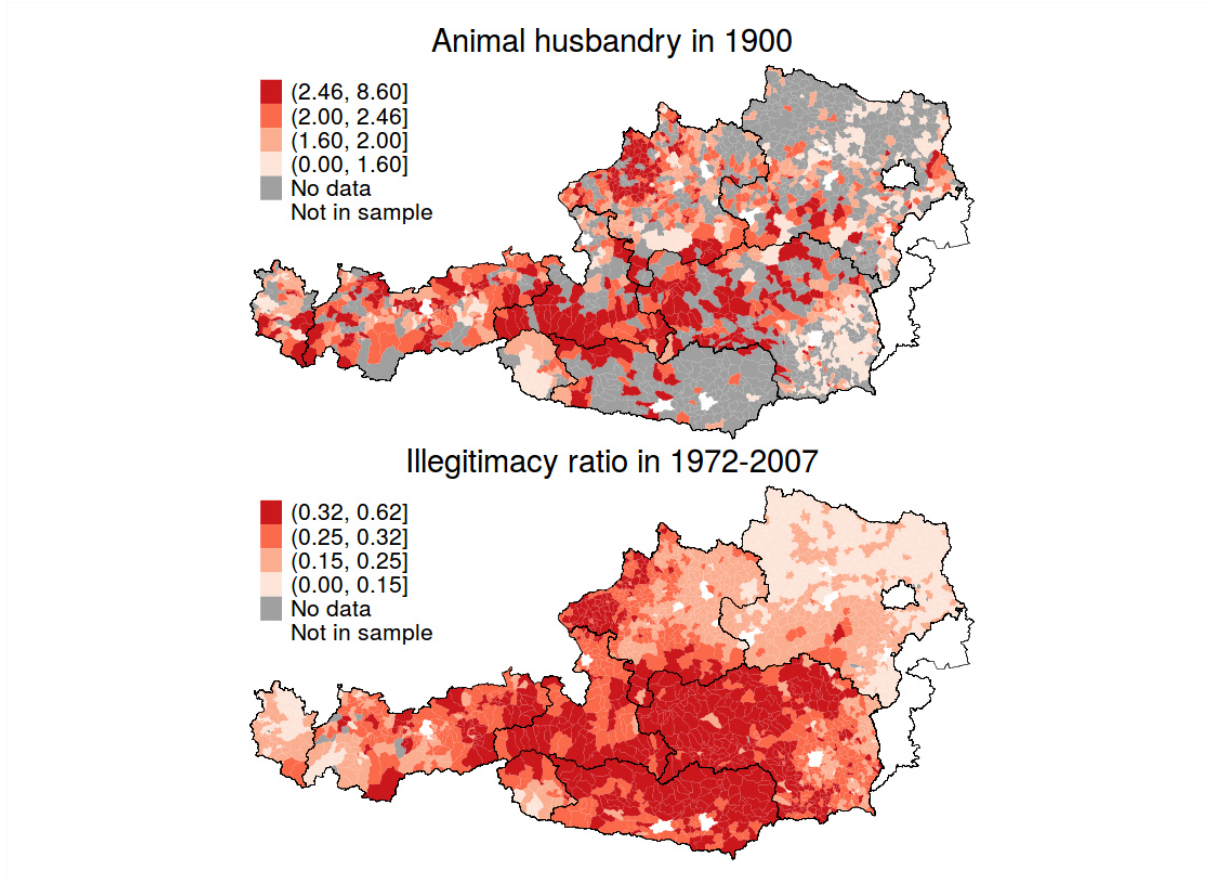 Animal husbandry in 1900
(2.46, 8.60]
(2.00, 2.46]
(1.60, 2.00]
(0.00, 1.60]
No data
Not in sample
Illegitimacy ratio in 1972-2007
(0.32, 0.62]
(0.25, 0.32]
(0.15, 0.25]
(0.00, 0.15]
No data
Not in sample